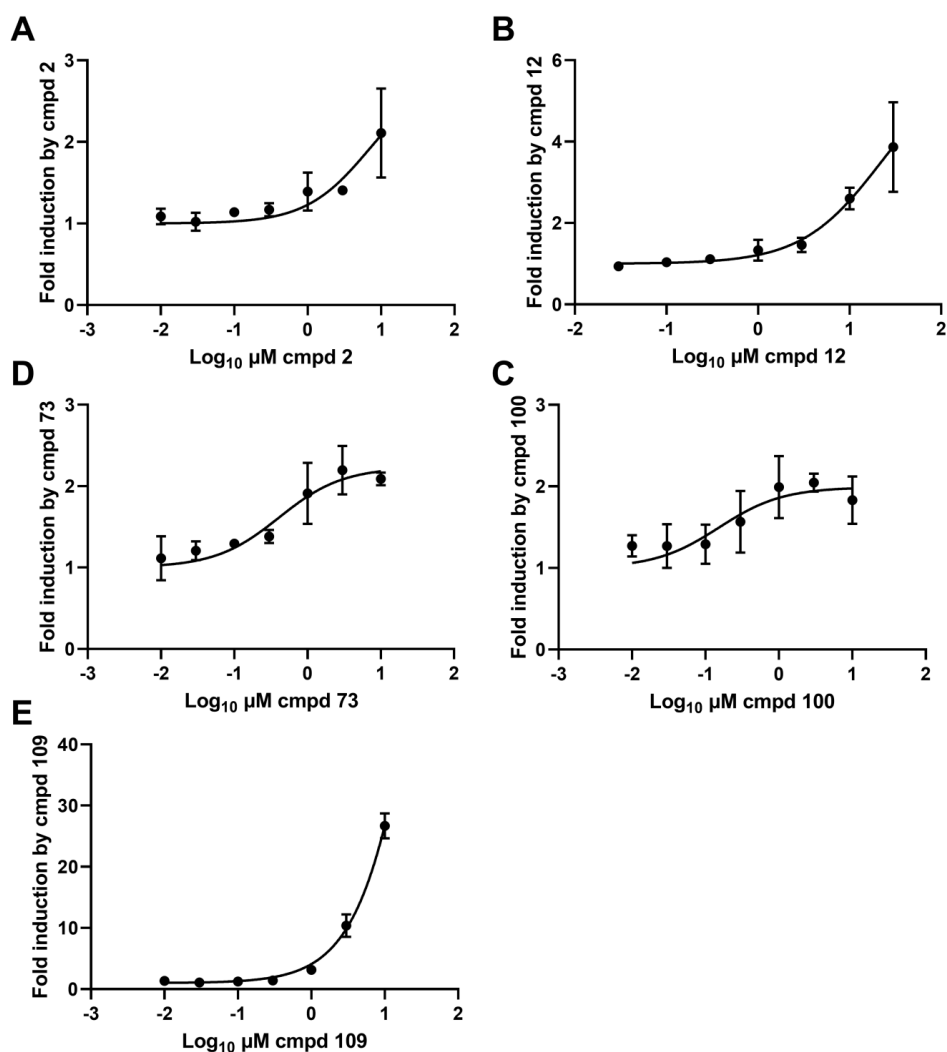 A
Fold induction by cmpd 2
3
2
1
0
-3 -2 -1 0 1 2
Log10 µM cmpd 2
B
Fold induction by cmpd 12
6
4
2
0
-2 -1 0 1 2
Log10 µM cmpd 12
D
Fold induction by cmpd 73
3
2
1
0
-3 -2 -1 0 1 2
Log10 µM cmpd 73
C
Fold induction by cmpd 100
3
2
1
0
-3 -2 -1 0 1 2
Log10 µM cmpd 100
E
Fold induction by cmpd 109
40
30
20
10
0
-3 -2 -1 0 1 2
Log10 µM cmpd 109